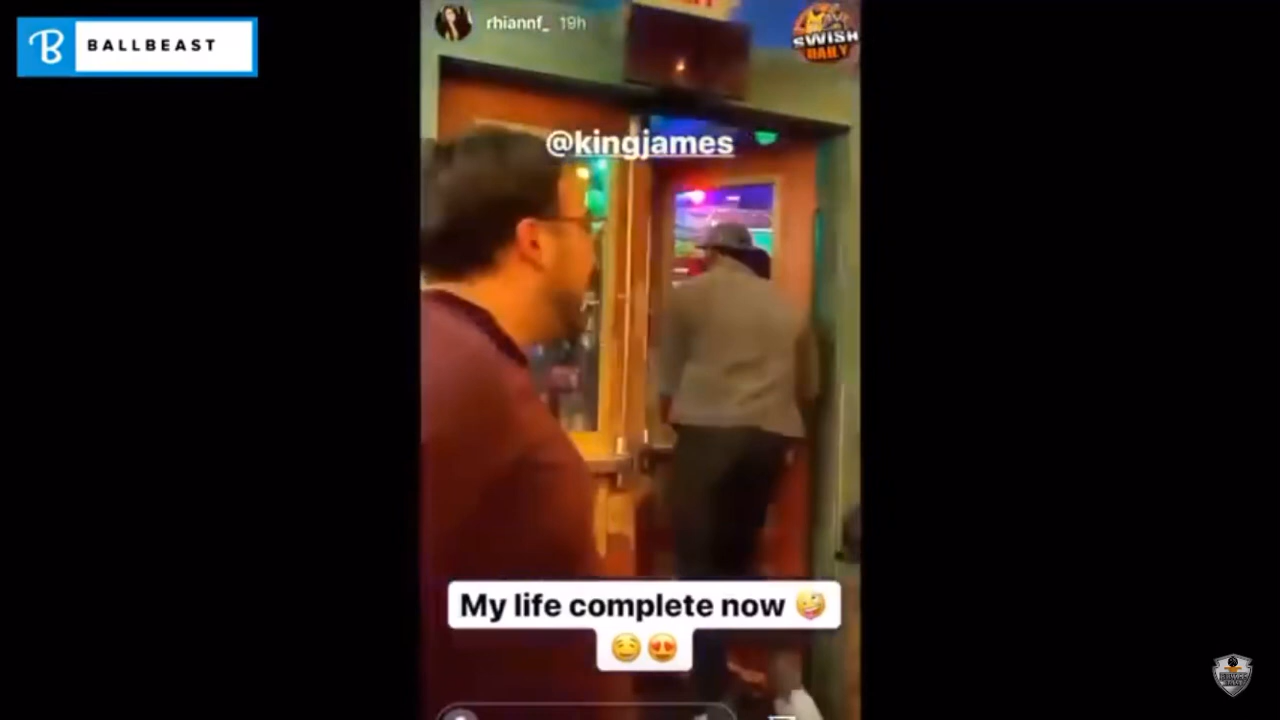 BALLBEAST
rhiannf_ 19h
SWISH
DAILY
@kingjames
My life complete now 🤪
🤤 😍